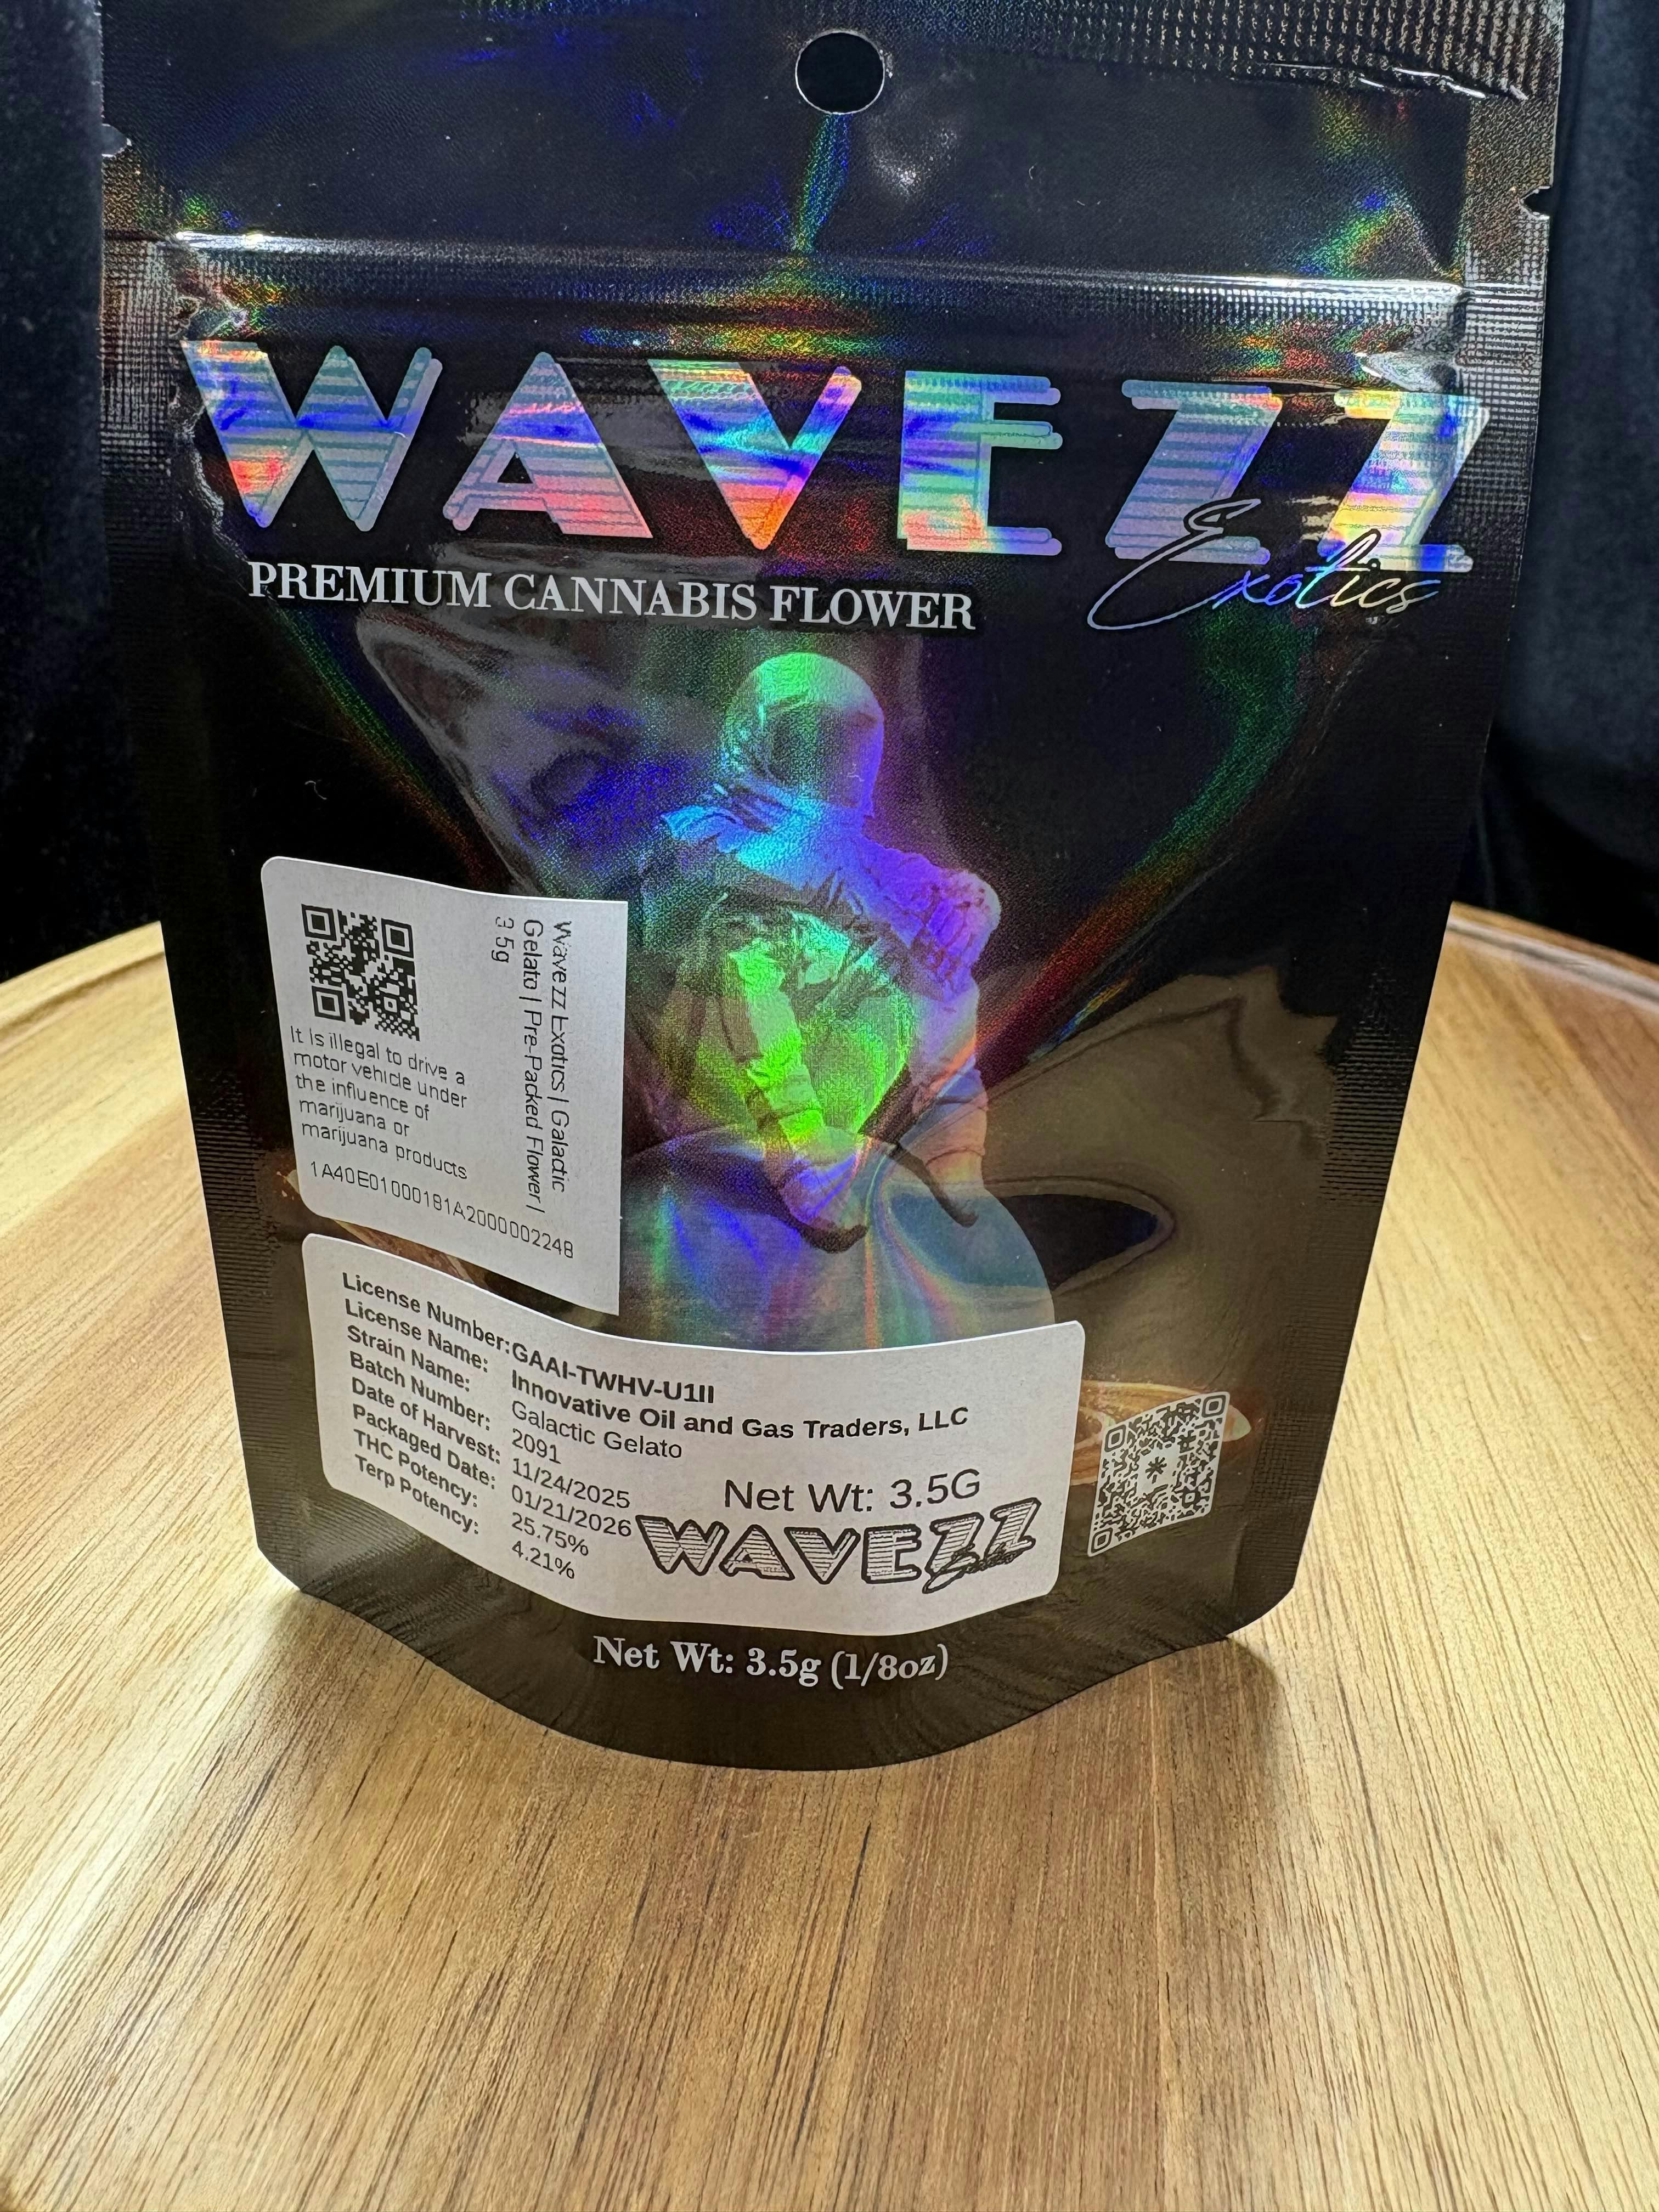 WAVEZZ
Exotics
PREMIUM CANNABIS FLOWER
Wavezz Exotics | Galactic
Gelato | Pre-Packed Flower |
3.5g
It Is illegal to drive a
motor vehicle under
the influence of
marijuana or
marijuana products
1A40E01000181A2000002248
License Number: GAAI-TWHV-U1II
License Name: Innovative Oil and Gas Traders, LLC
Strain Name: Galactic Gelato
Batch Number: 2091
Date of Harvest: 11/24/2025
Packaged Date: 01/21/2026
THC Potency: 25.75%
Terp Potency: 4.21%
Net Wt: 3.5G
WAVEZZ
Exotics
Net Wt: 3.5g (1/8oz)